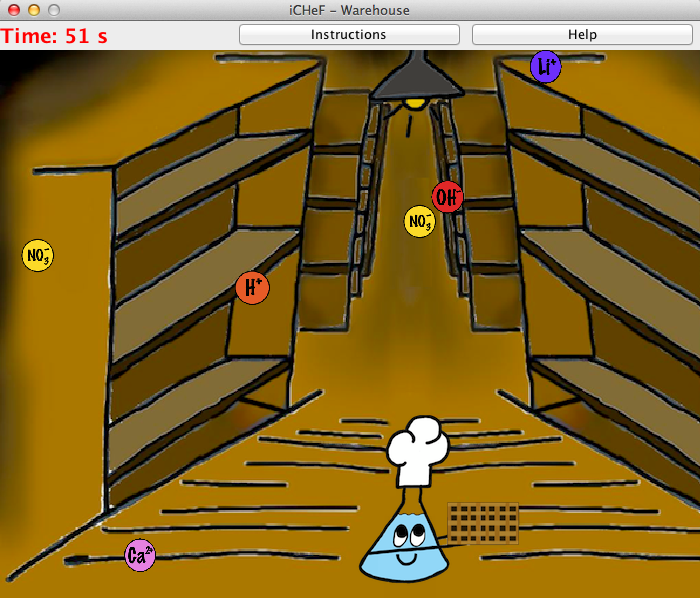 iCHeF – Warehouse
Time: 51 s
Instructions
Help
Li⁺
OH⁻
NO₃⁻
NO₃⁻
H⁺
Ca²⁺